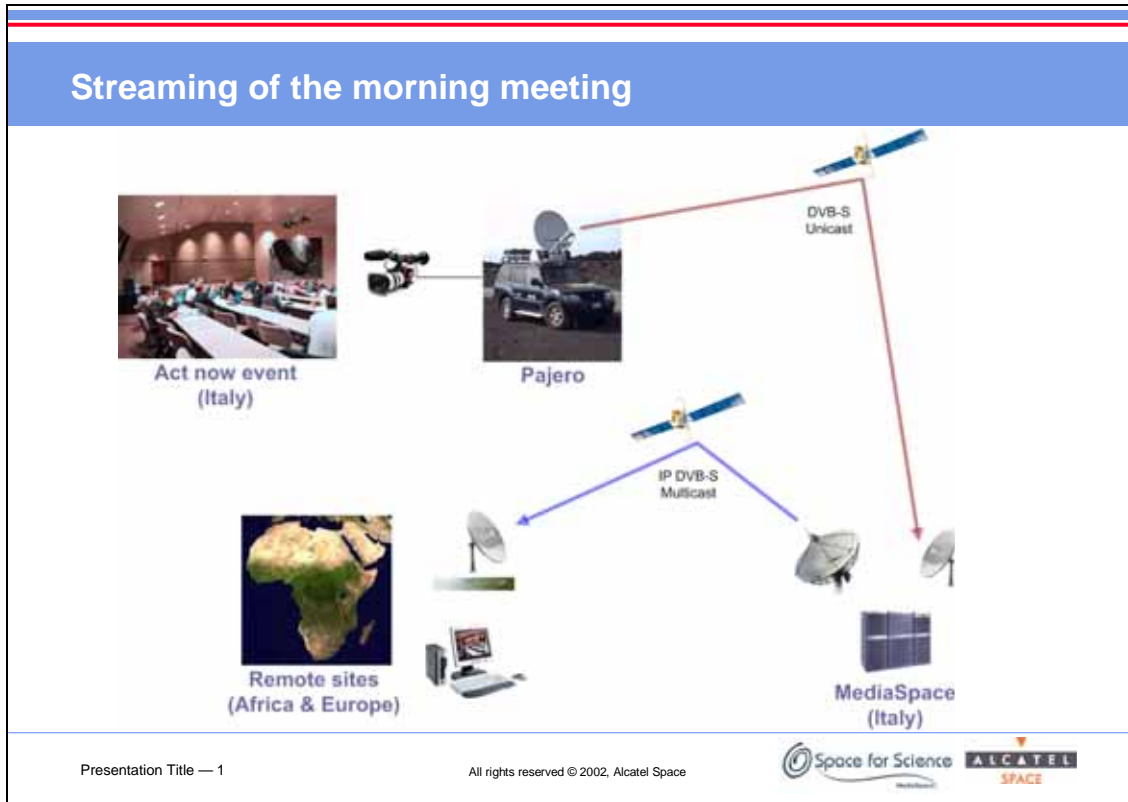 Streaming of the morning meeting
DVB-S
Unicast
Act now event
(Italy)
Pajero
IP DVB-S
Multicast
Remote sites
(Africa & Europe)
MediaSpace
(Italy)
Presentation Title — 1
All rights reserved © 2002, Alcatel Space
Space for Science
MediaSpace
ALCATEL
SPACE